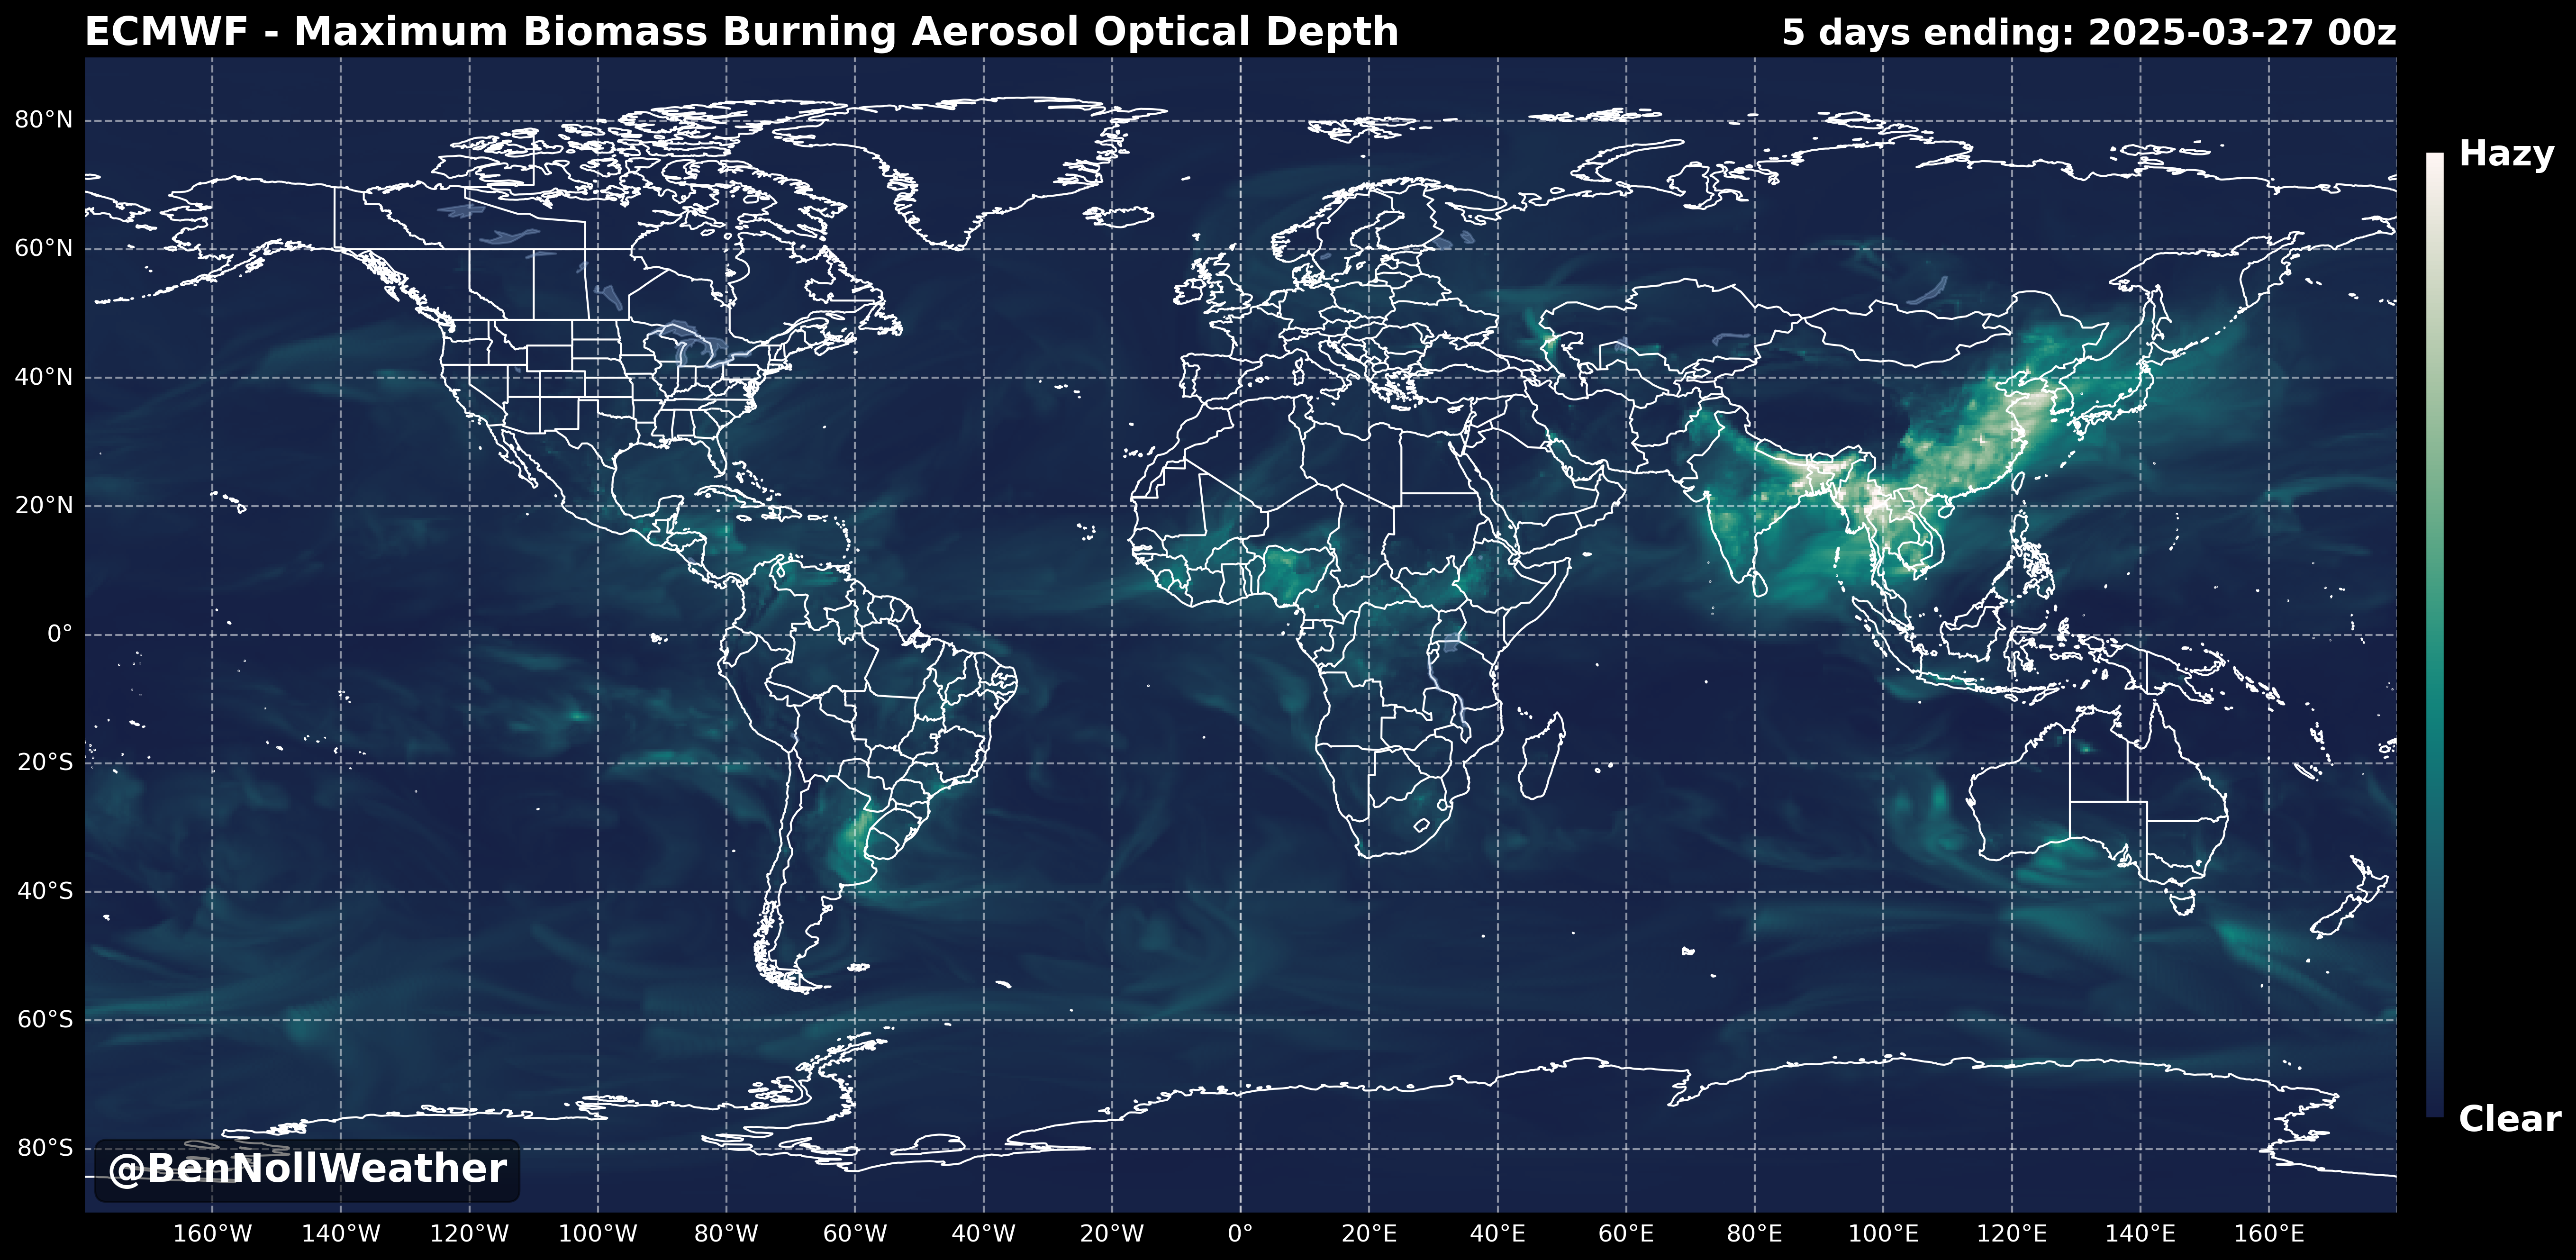 ECMWF - Maximum Biomass Burning Aerosol Optical Depth
5 days ending: 2025-03-27 00z
Hazy
80°N
60°N
40°N
20°N
0°
20°S
40°S
60°S
80°S
Clear
@BenNollWeather
160°W 140°W 120°W 100°W 80°W 60°W 40°W 20°W 0° 20°E 40°E 60°E 80°E 100°E 120°E 140°E 160°E